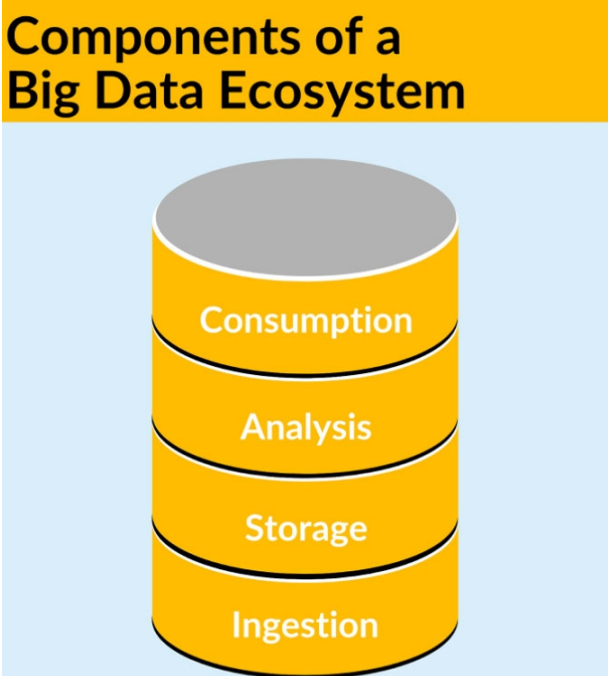 Components of a
Big Data Ecosystem
Consumption
Analysis
Storage
Ingestion